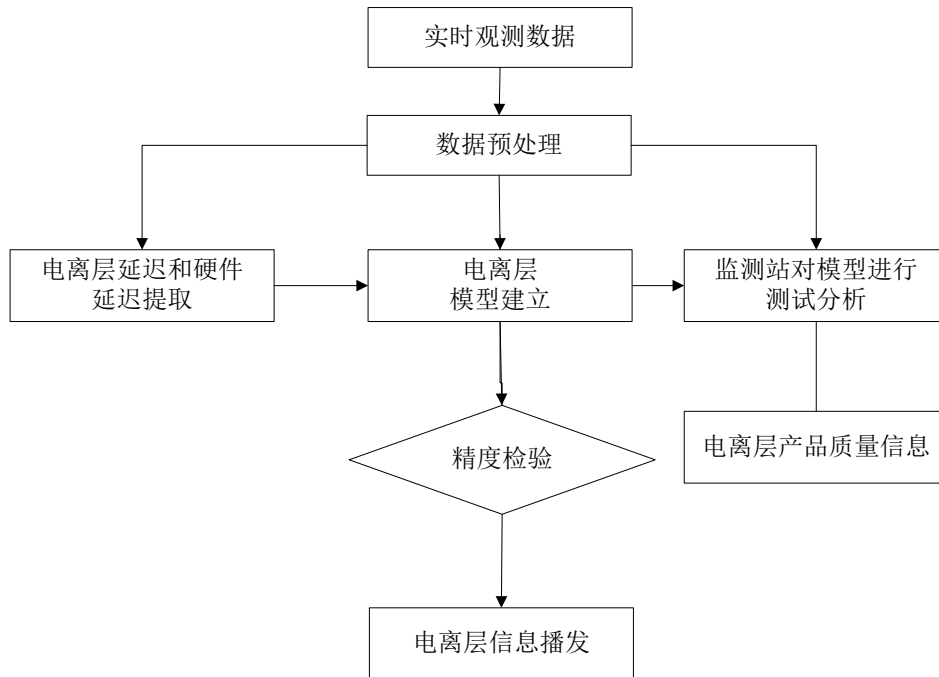 实时观测数据
数据预处理
电离层延迟和硬件
延迟提取
电离层
模型建立
监测站对模型进行
测试分析
精度检验
电离层产品质量信息
电离层信息播发